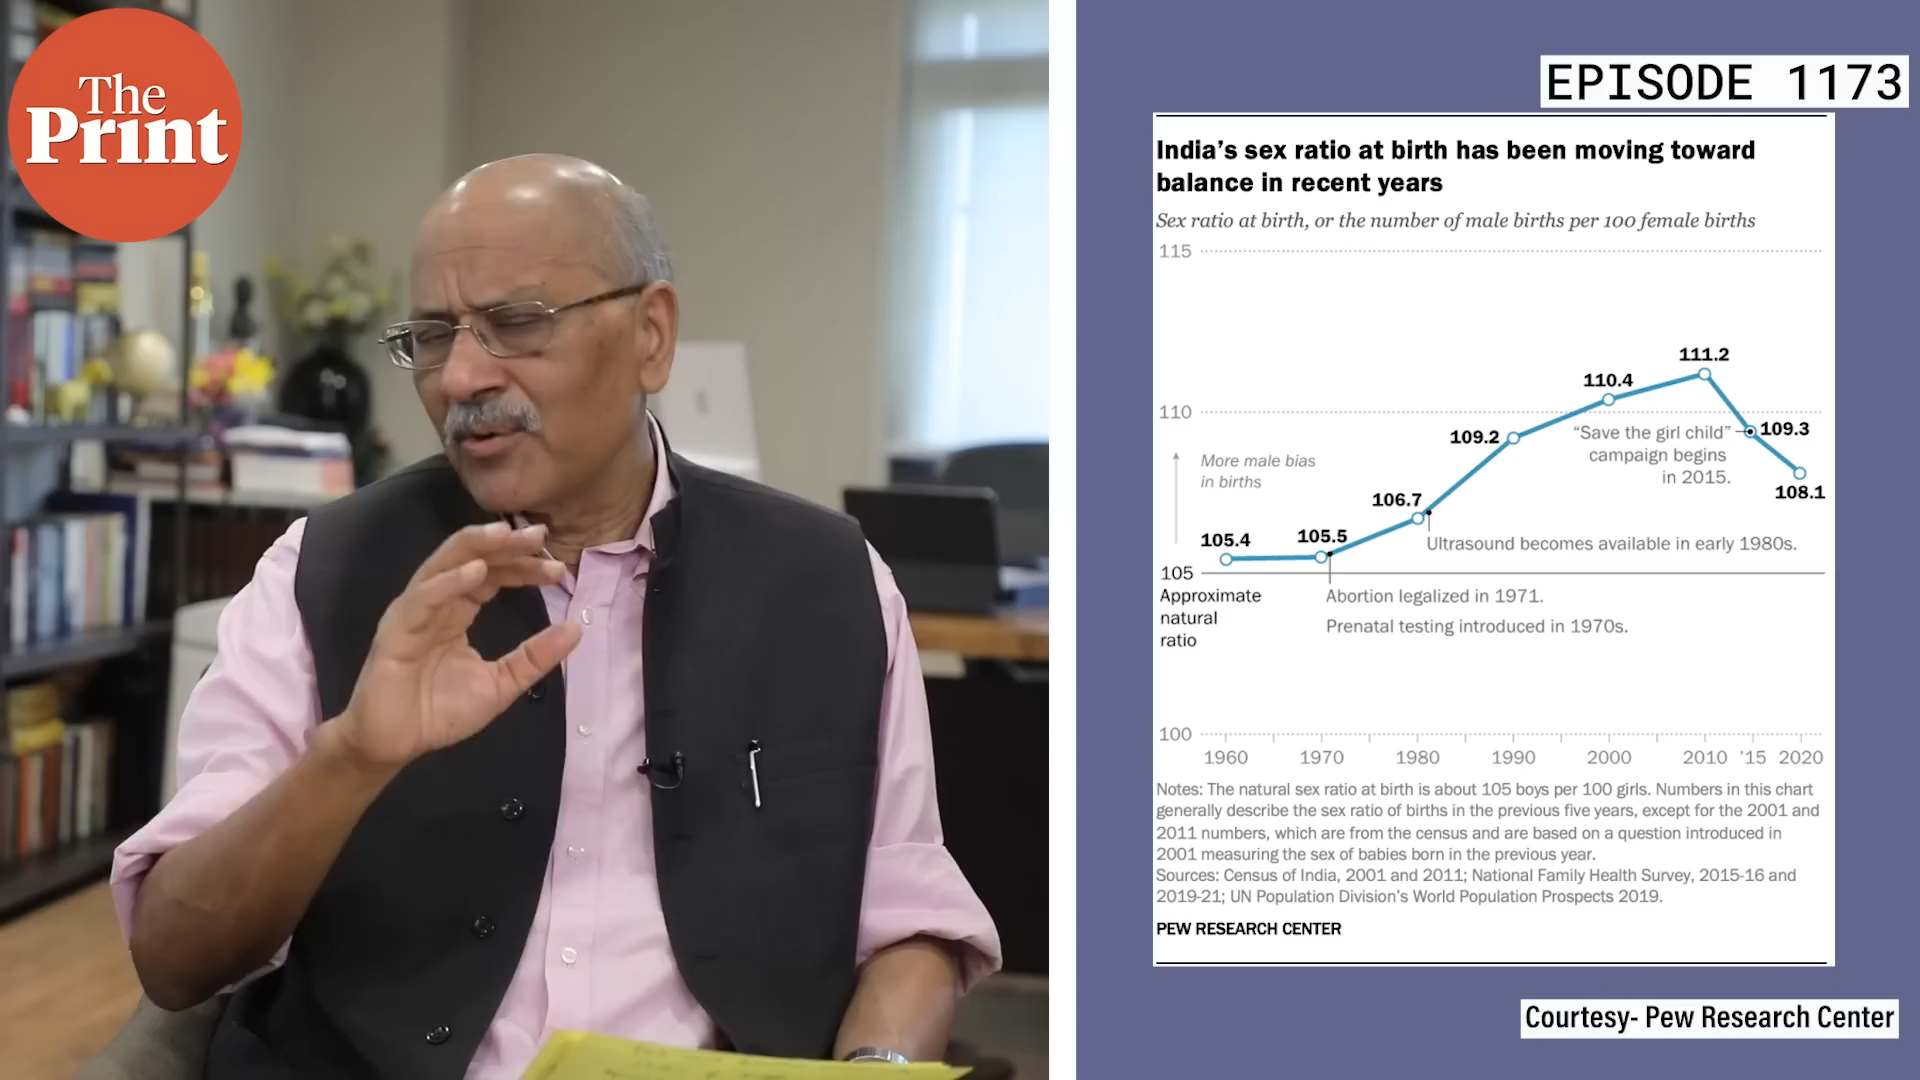 The
Print
EPISODE 1173
India's sex ratio at birth has been moving toward
balance in recent years
Sex ratio at birth, or the number of male births per 100 female births
115
111.2
110.4
110
109.2
"Save the girl child"
campaign begins
in 2015.
109.3
More male bias
in births
108.1
106.7
105.4
105.5
Ultrasound becomes available in early 1980s.
105
Approximate
natural
ratio
Abortion legalized in 1971.
Prenatal testing introduced in 1970s.
100
1960 1970 1980 1990 2000 2010 '15 2020
Notes: The natural sex ratio at birth is about 105 boys per 100 girls. Numbers in this chart
generally describe the sex ratio of births in the previous five years, except for the 2001 and
2011 numbers, which are from the census and are based on a question introduced in
2001 measuring the sex of babies born in the previous year.
Sources: Census of India, 2001 and 2011; National Family Health Survey, 2015-16 and
2019-21; UN Population Division's World Population Prospects 2019.
PEW RESEARCH CENTER
Courtesy- Pew Research Center